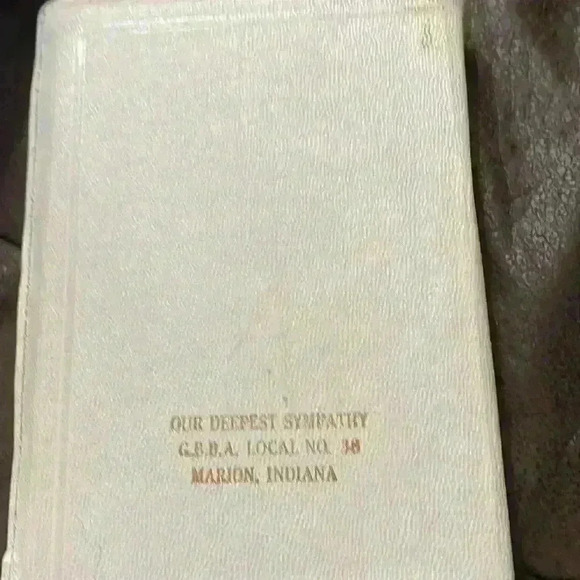 OUR DEEPEST SYMPATHY
G.B.B.A. LOCAL NO. 38
MARION, INDIANA